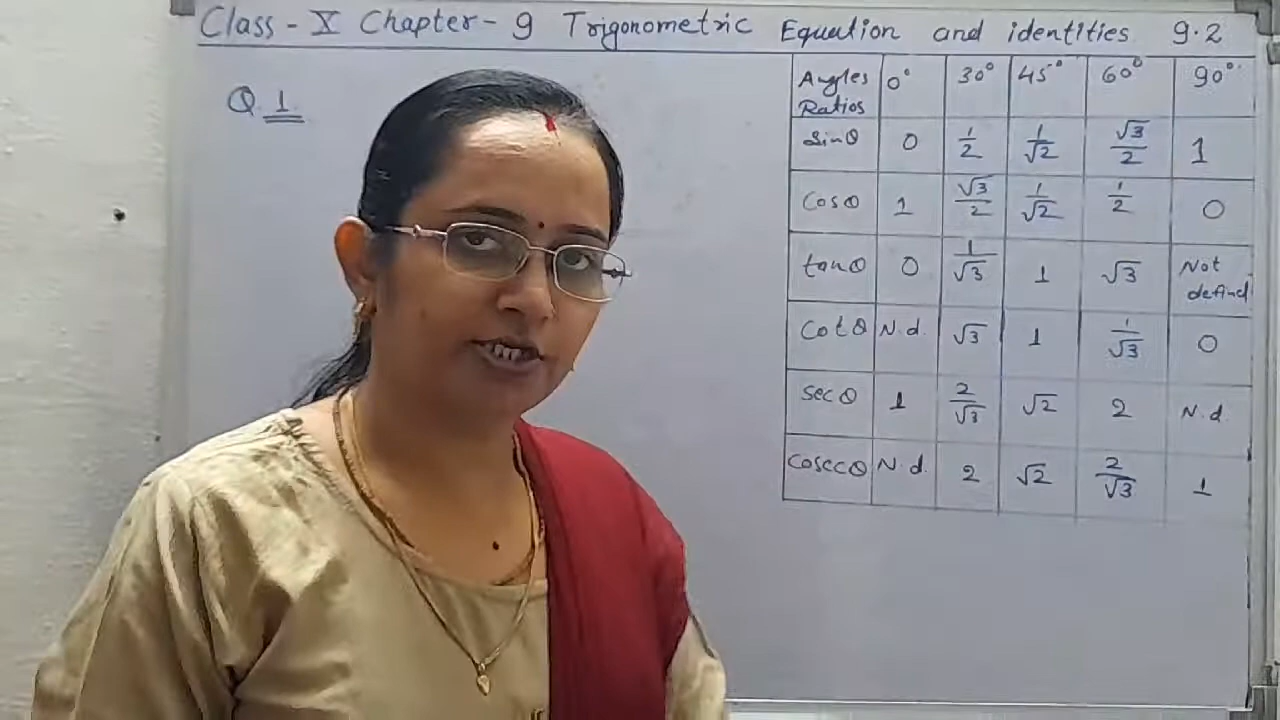 Class - X Chapter - 9 Trigonometric Equation and identities 9.2
Q. 1.
Angles 0° 30° 45° 60° 90°
Ratios
sinθ 0 1/2 1/√2 √3/2 1
Cosθ 1 √3/2 1/√2 1/2 0
tanθ 0 1/√3 1 √3 Not defined
Cotθ N.d. √3 1 1/√3 0
secθ 1 2/√3 √2 2 N.d.
Cosecθ N.d. 2 √2 2/√3 1